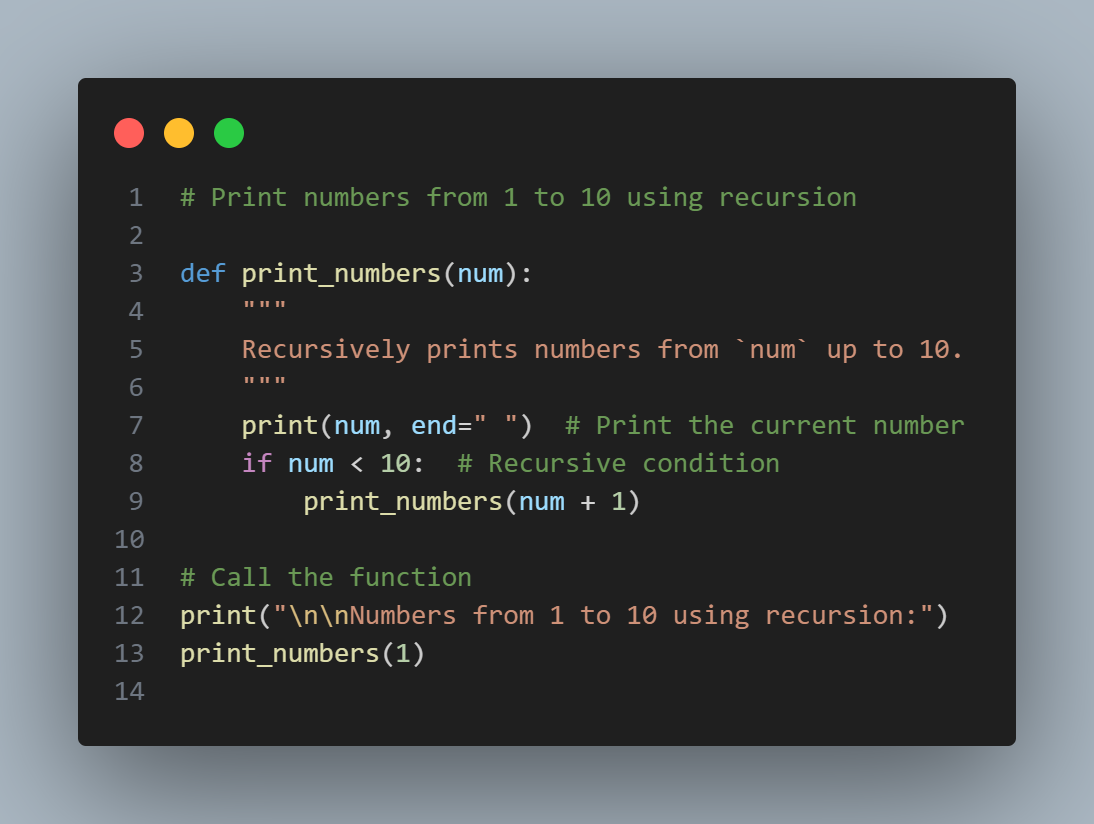 1 # Print numbers from 1 to 10 using recursion
2
3 def print_numbers(num):
4     """
5     Recursively prints numbers from `num` up to 10.
6     """
7     print(num, end=" ")  # Print the current number
8     if num < 10:  # Recursive condition
9         print_numbers(num + 1)
10
11 # Call the function
12 print("\n\nNumbers from 1 to 10 using recursion:")
13 print_numbers(1)
14